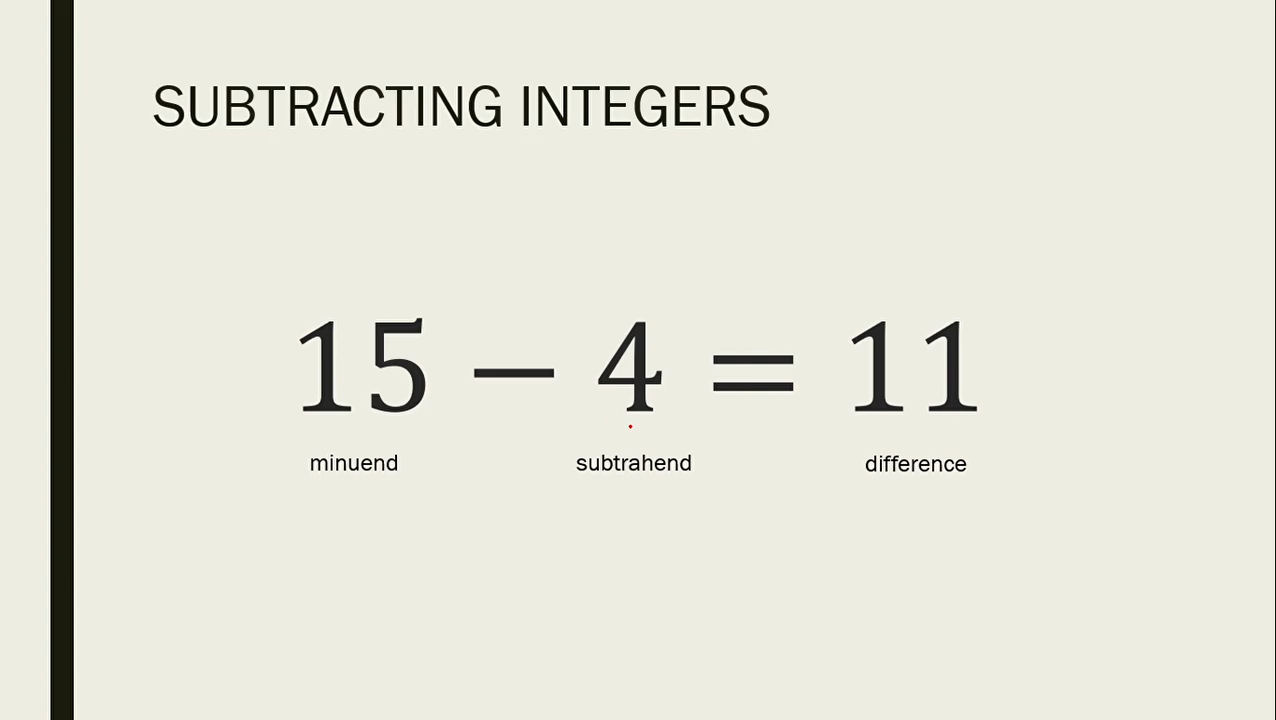 SUBTRACTING INTEGERS
15 − 4 = 11
minuend subtrahend difference